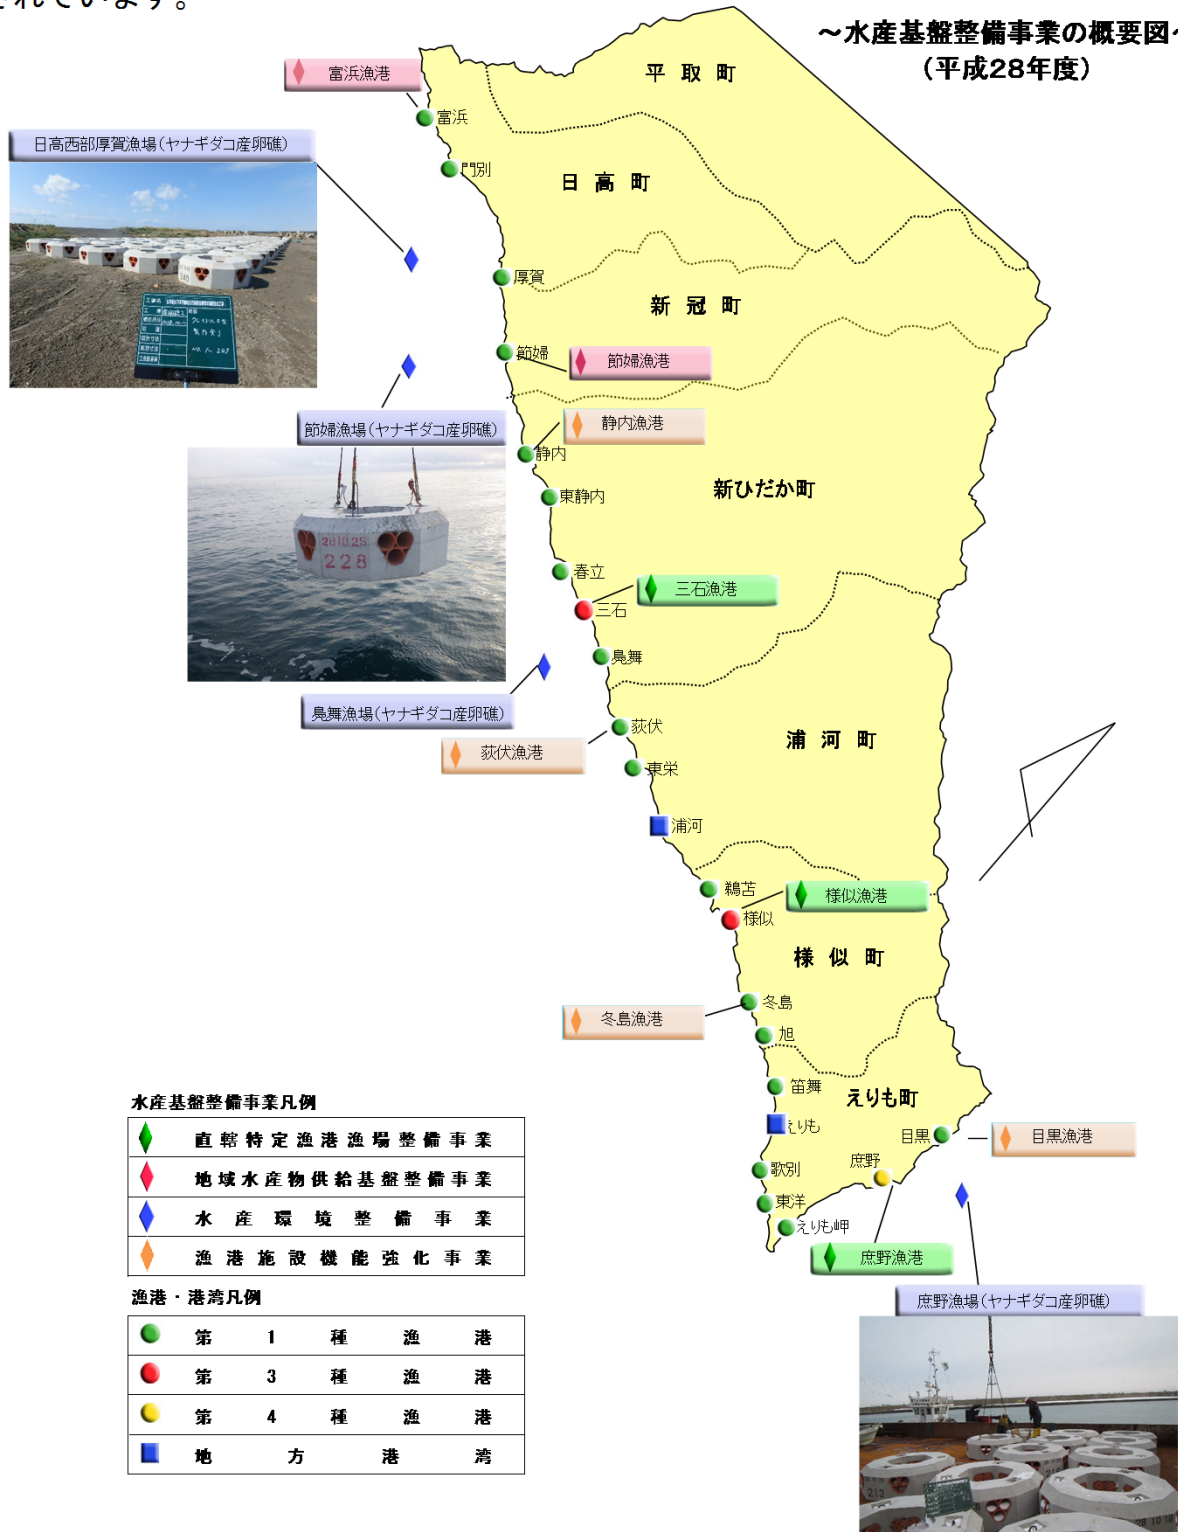 されています。
～水産基盤整備事業の概要図～
（平成28年度）
富浜漁港
平取町
富浜
日高西部厚賀漁場（ヤナギダコ産卵礁）
門別
日高町
厚賀
新冠町
節婦
節婦漁港
節婦漁場（ヤナギダコ産卵礁）
静内漁港
静内
東静内
新ひだか町
281025
228
春立
三石漁港
三石
鳧舞
鳧舞漁場（ヤナギダコ産卵礁）
荻伏
荻伏漁港
東栄
浦河町
浦河
鵜苫
様似漁港
様似
様似町
冬島
冬島漁港
旭
笛舞
えりも町
えりも
目黒
目黒漁港
庶野
歌別
東洋
えりも岬
庶野漁港
庶野漁場（ヤナギダコ産卵礁）
213
28 10 18
水産基盤整備事業凡例
直轄特定漁港漁場整備事業
地域水産物供給基盤整備事業
水産環境整備事業
漁港施設機能強化事業
漁港・港湾凡例
第1種漁港
第3種漁港
第4種漁港
地方港湾